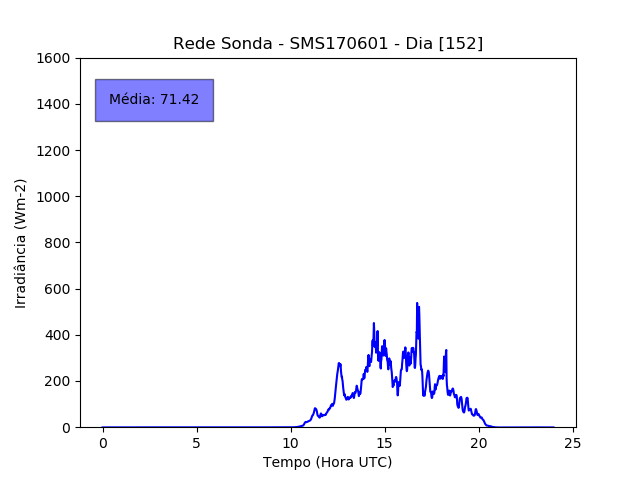 Rede Sonda - SMS170601 - Dia [152]
1600
1400
1200
1000
800
600
400
200
0
Média: 71.42
Irradiância (Wm-2)
0 5 10 15 20 25
Tempo (Hora UTC)